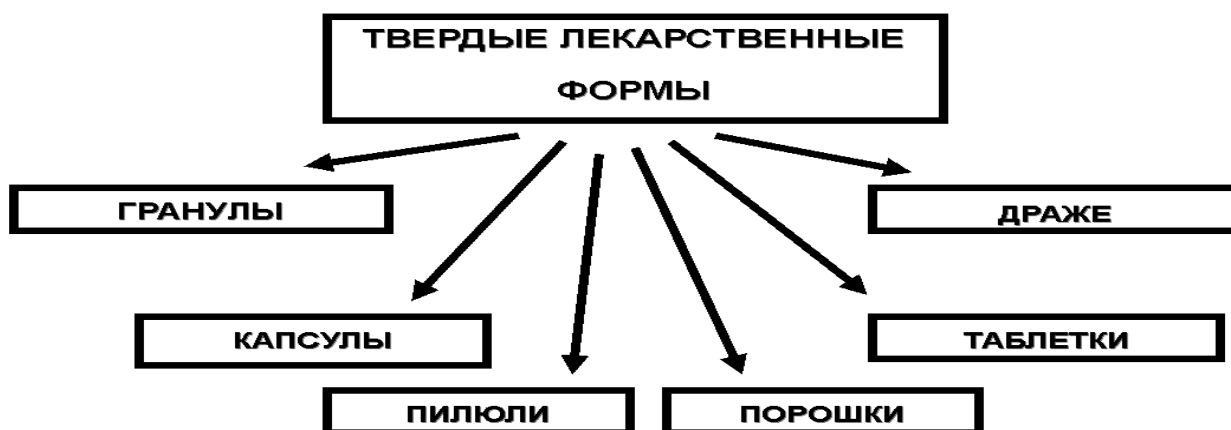 ТВЕРДЫЕ ЛЕКАРСТВЕННЫЕ
ФОРМЫ
ГРАНУЛЫ
ДРАЖЕ
КАПСУЛЫ
ТАБЛЕТКИ
ПИЛЮЛИ
ПОРОШКИ